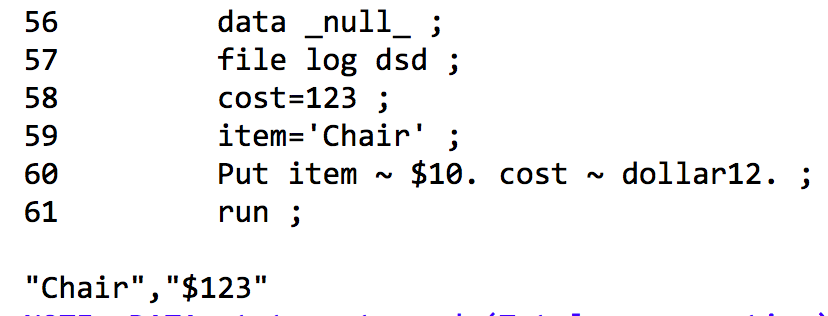 56 data _null_ ;
57 file log dsd ;
58 cost=123 ;
59 item='Chair' ;
60 Put item ~ $10. cost ~ dollar12. ;
61 run ;
"Chair","$123"